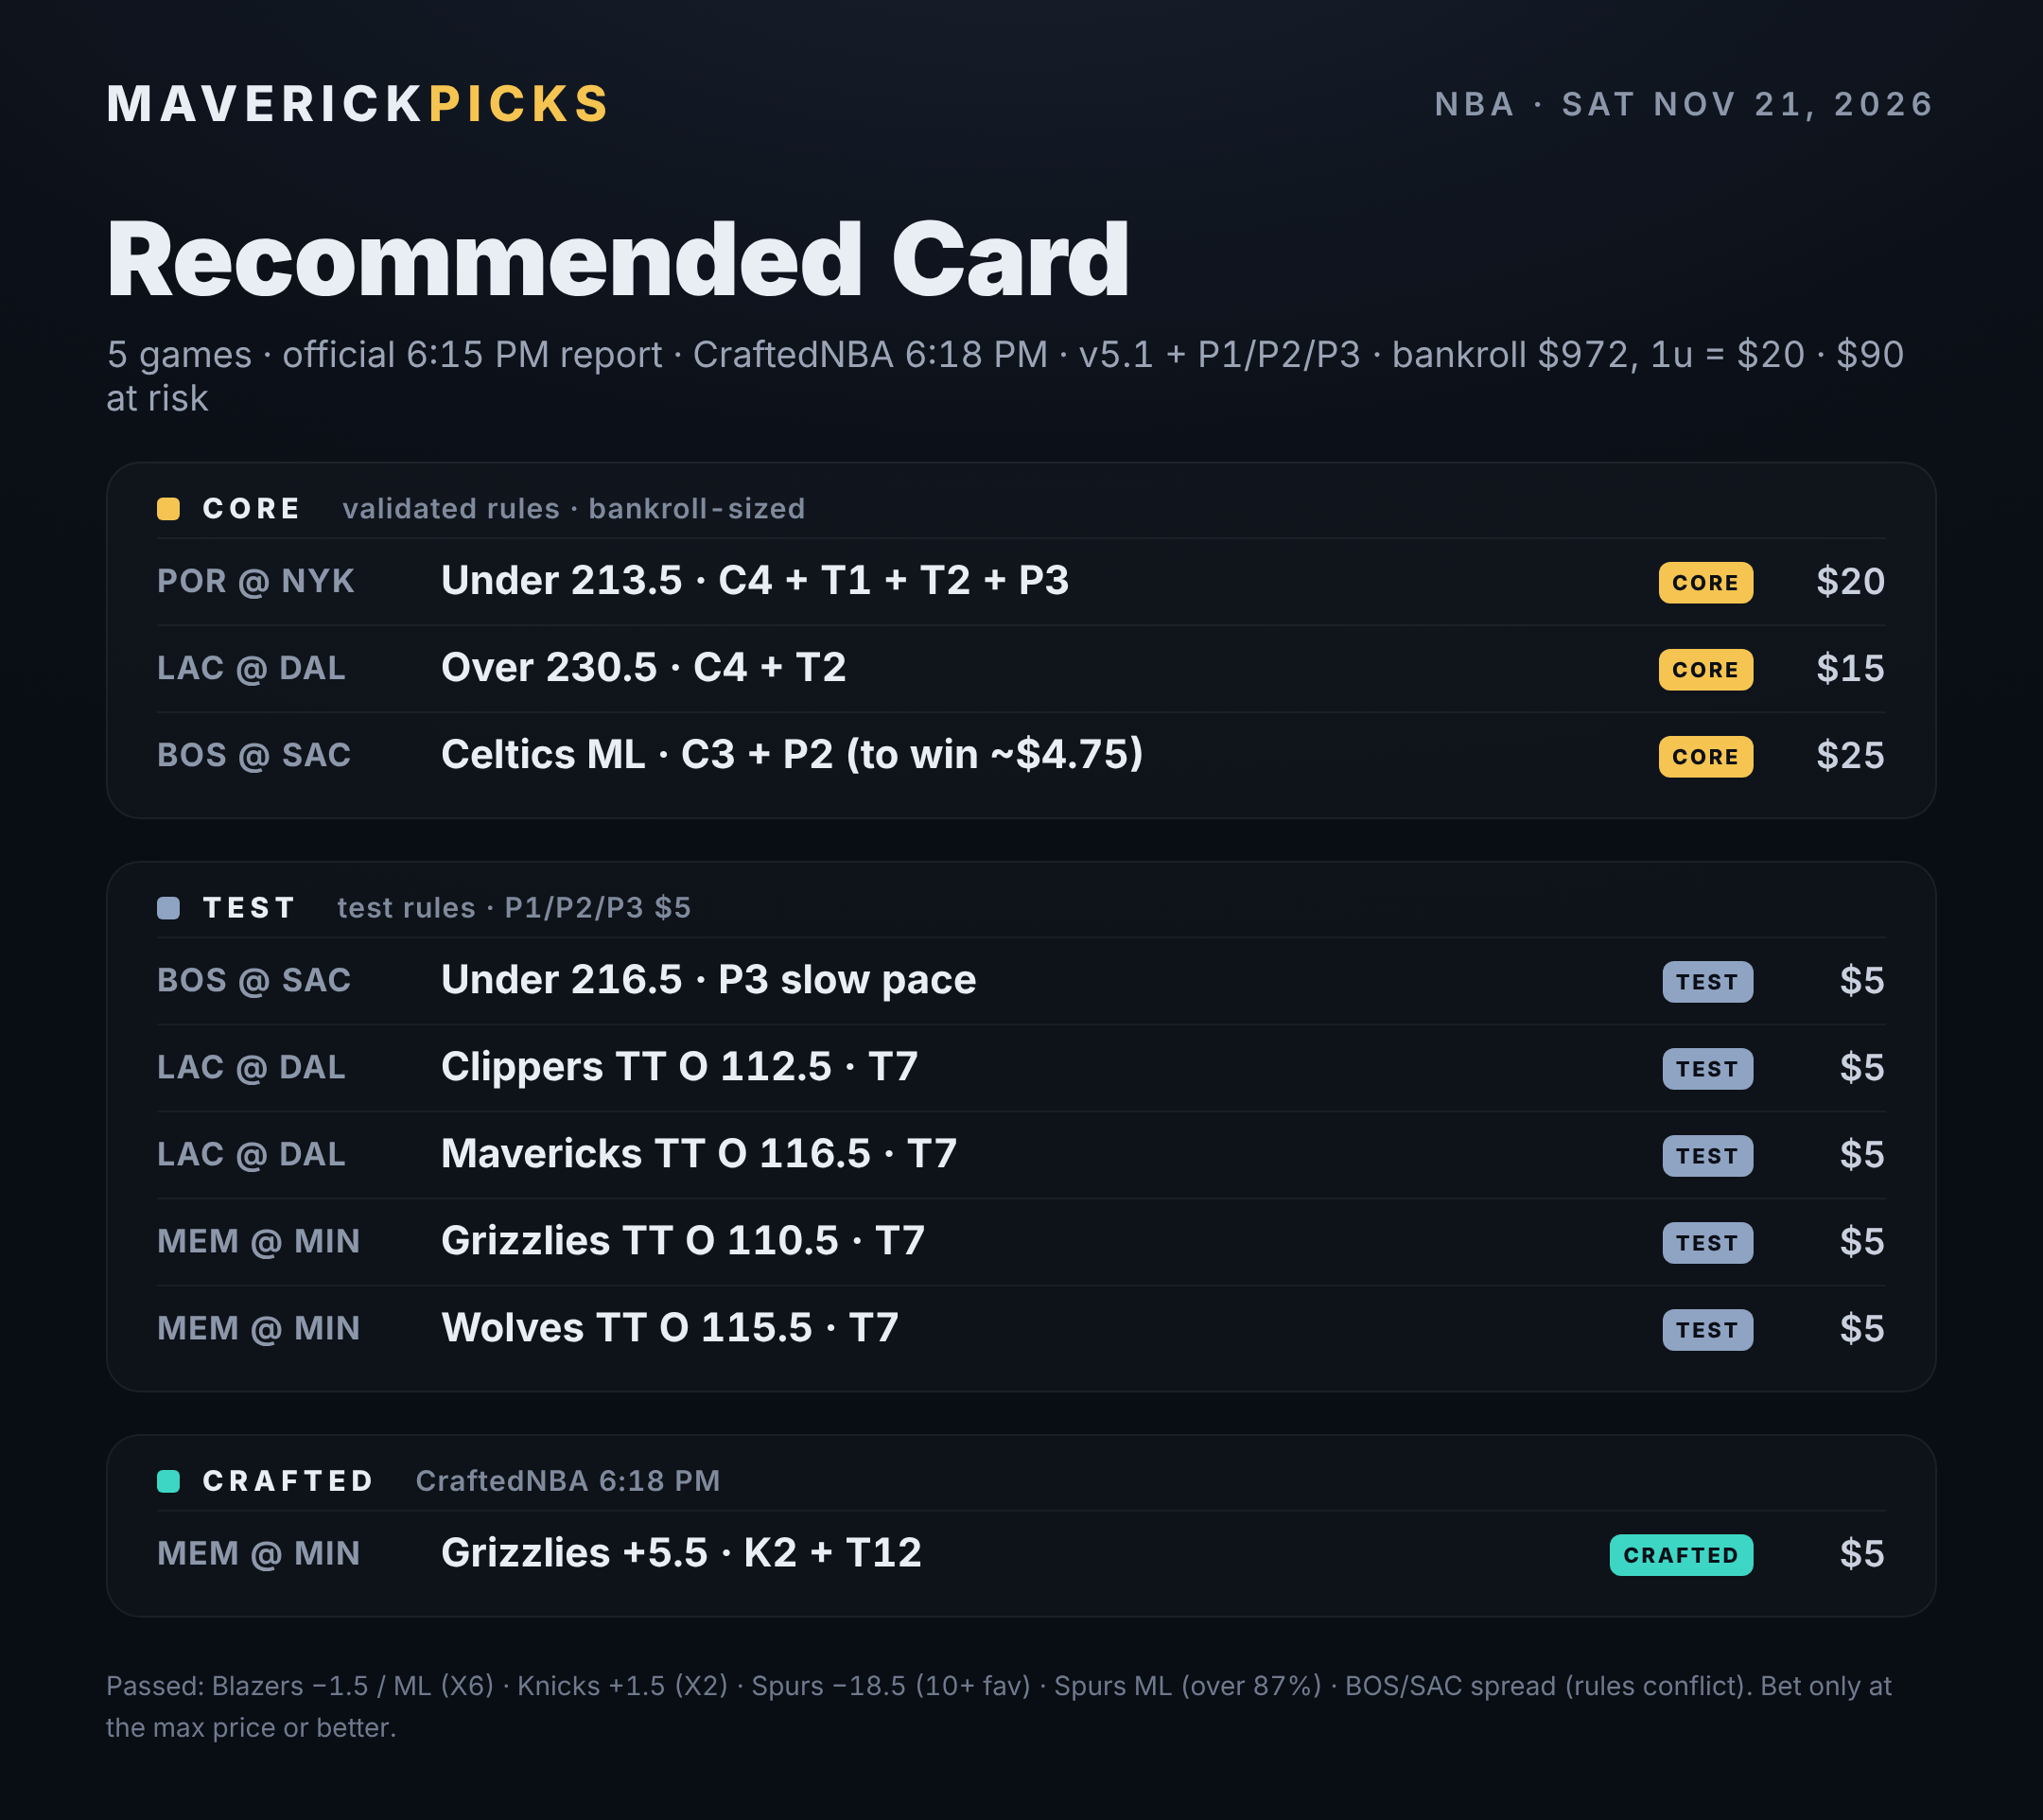 MAVERICKPICKS NBA · SAT NOV 21, 2026
Recommended Card
5 games · official 6:15 PM report · CraftedNBA 6:18 PM · v5.1 + P1/P2/P3 · bankroll $972, 1u = $20 · $90
at risk
CORE validated rules · bankroll-sized
POR @ NYK Under 213.5 · C4 + T1 + T2 + P3 CORE $20
LAC @ DAL Over 230.5 · C4 + T2 CORE $15
BOS @ SAC Celtics ML · C3 + P2 (to win ~$4.75) CORE $25
TEST test rules · P1/P2/P3 $5
BOS @ SAC Under 216.5 · P3 slow pace TEST $5
LAC @ DAL Clippers TT O 112.5 · T7 TEST $5
LAC @ DAL Mavericks TT O 116.5 · T7 TEST $5
MEM @ MIN Grizzlies TT O 110.5 · T7 TEST $5
MEM @ MIN Wolves TT O 115.5 · T7 TEST $5
CRAFTED CraftedNBA 6:18 PM
MEM @ MIN Grizzlies +5.5 · K2 + T12 CRAFTED $5
Passed: Blazers −1.5 / ML (X6) · Knicks +1.5 (X2) · Spurs −18.5 (10+ fav) · Spurs ML (over 87%) · BOS/SAC spread (rules conflict). Bet only at
the max price or better.